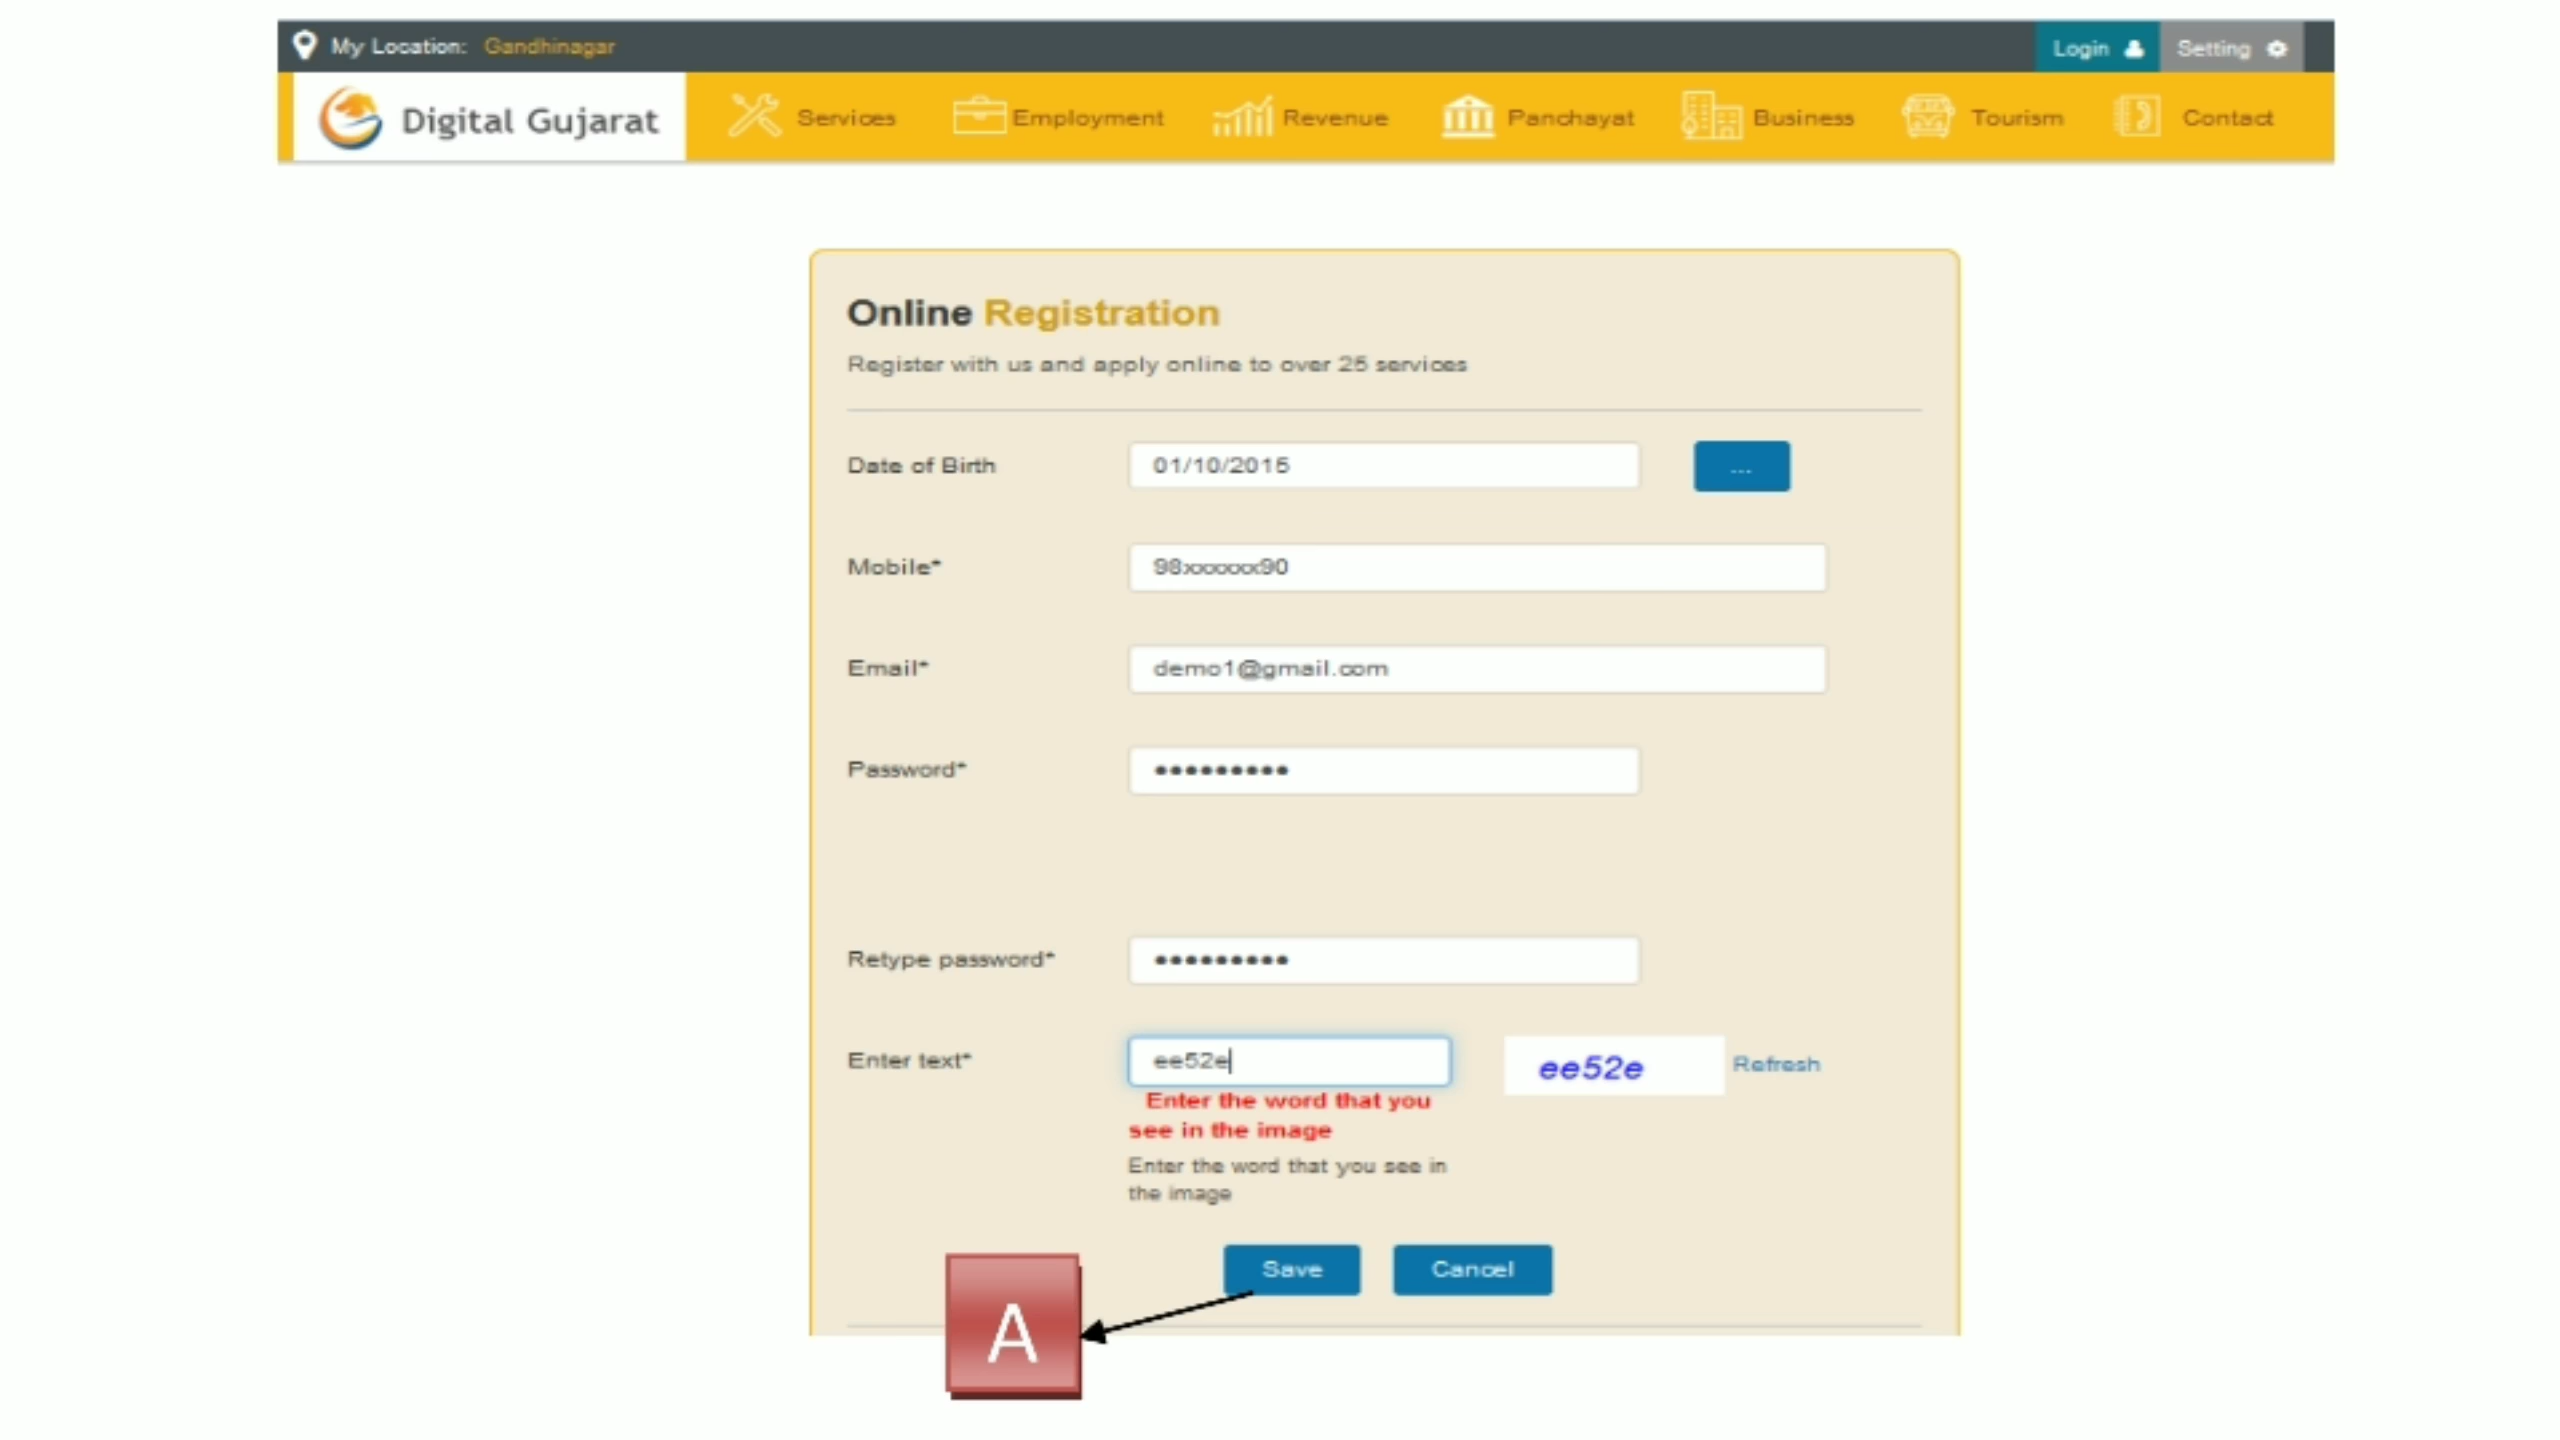 My Location: Gandhinagar
Login
Setting
Digital Gujarat
Services
Employment
Revenue
Panchayat
Business
Tourism
Contact
Online Registration
Register with us and apply online to over 25 services
Date of Birth
01/10/2015
...
Mobile*
98xxxxxx90
Email*
demo1@gmail.com
Password*
•••••••••
Retype password*
•••••••••
Enter text*
ee52e
ee52e
Refresh
Enter the word that you
see in the image
Enter the word that you see in
the image
Save
Cancel
A